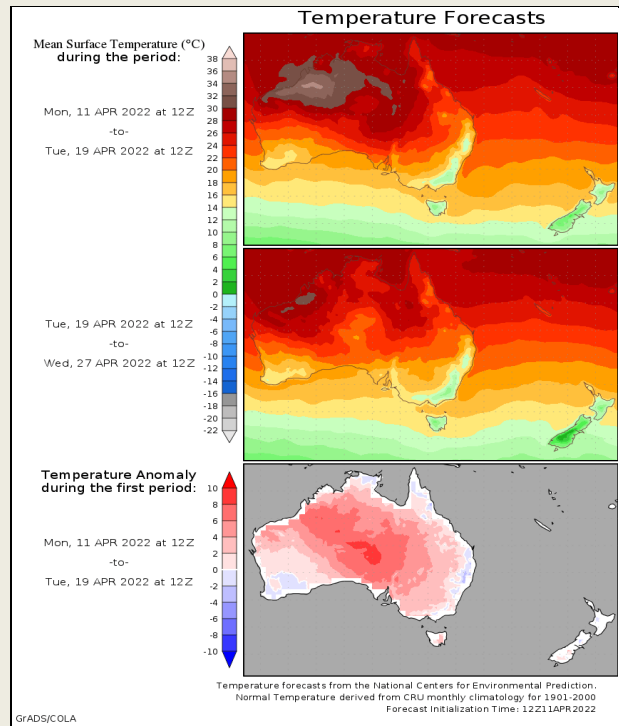 Temperature Forecasts
Mean Surface Temperature (°C)
during the period:
Mon, 11 APR 2022 at 12Z
-to-
Tue, 19 APR 2022 at 12Z
38
36
34
32
30
28
26
24
22
20
18
16
14
12
10
8
6
4
2
0
-2
-4
-6
-8
-10
-12
-14
-16
-17
-18
-20
-22
Tue, 19 APR 2022 at 12Z
-to-
Wed, 27 APR 2022 at 12Z
Temperature Anomaly
during the first period:
Mon, 11 APR 2022 at 12Z
-to-
Tue, 19 APR 2022 at 12Z
10
8
6
4
2
0
-2
-4
-6
-8
-10
Temperature forecasts from the National Centers for Environmental Prediction.
Normal Temperature derived from CRU monthly climatology for 1901-2000
Forecast Initialization Time: 12Z11APR2022
GrADS/COLA